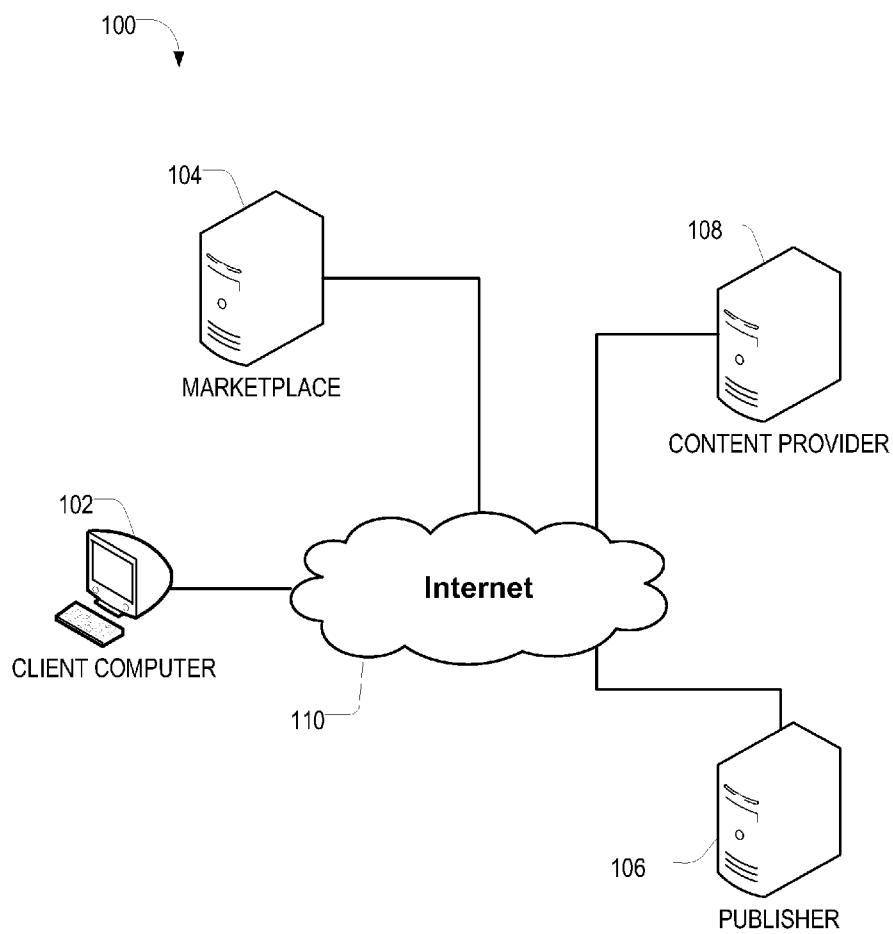 100
104
MARKETPLACE
108
CONTENT PROVIDER
102
CLIENT COMPUTER
Internet
110
106
PUBLISHER